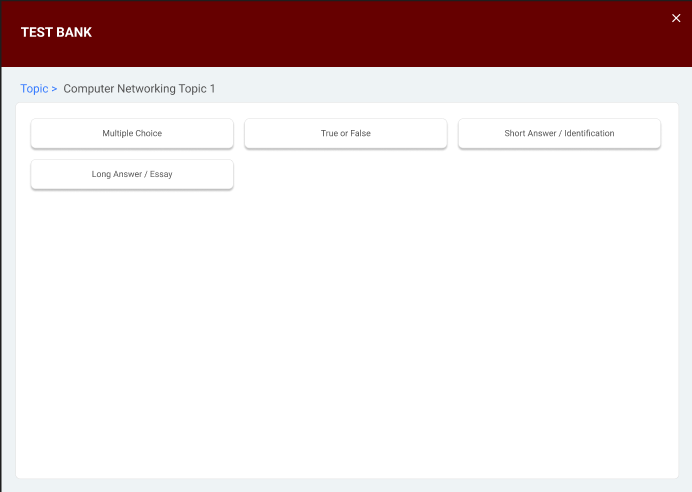 TEST BANK
Topic > Computer Networking Topic 1
Multiple Choice
True or False
Short Answer / Identification
Long Answer / Essay